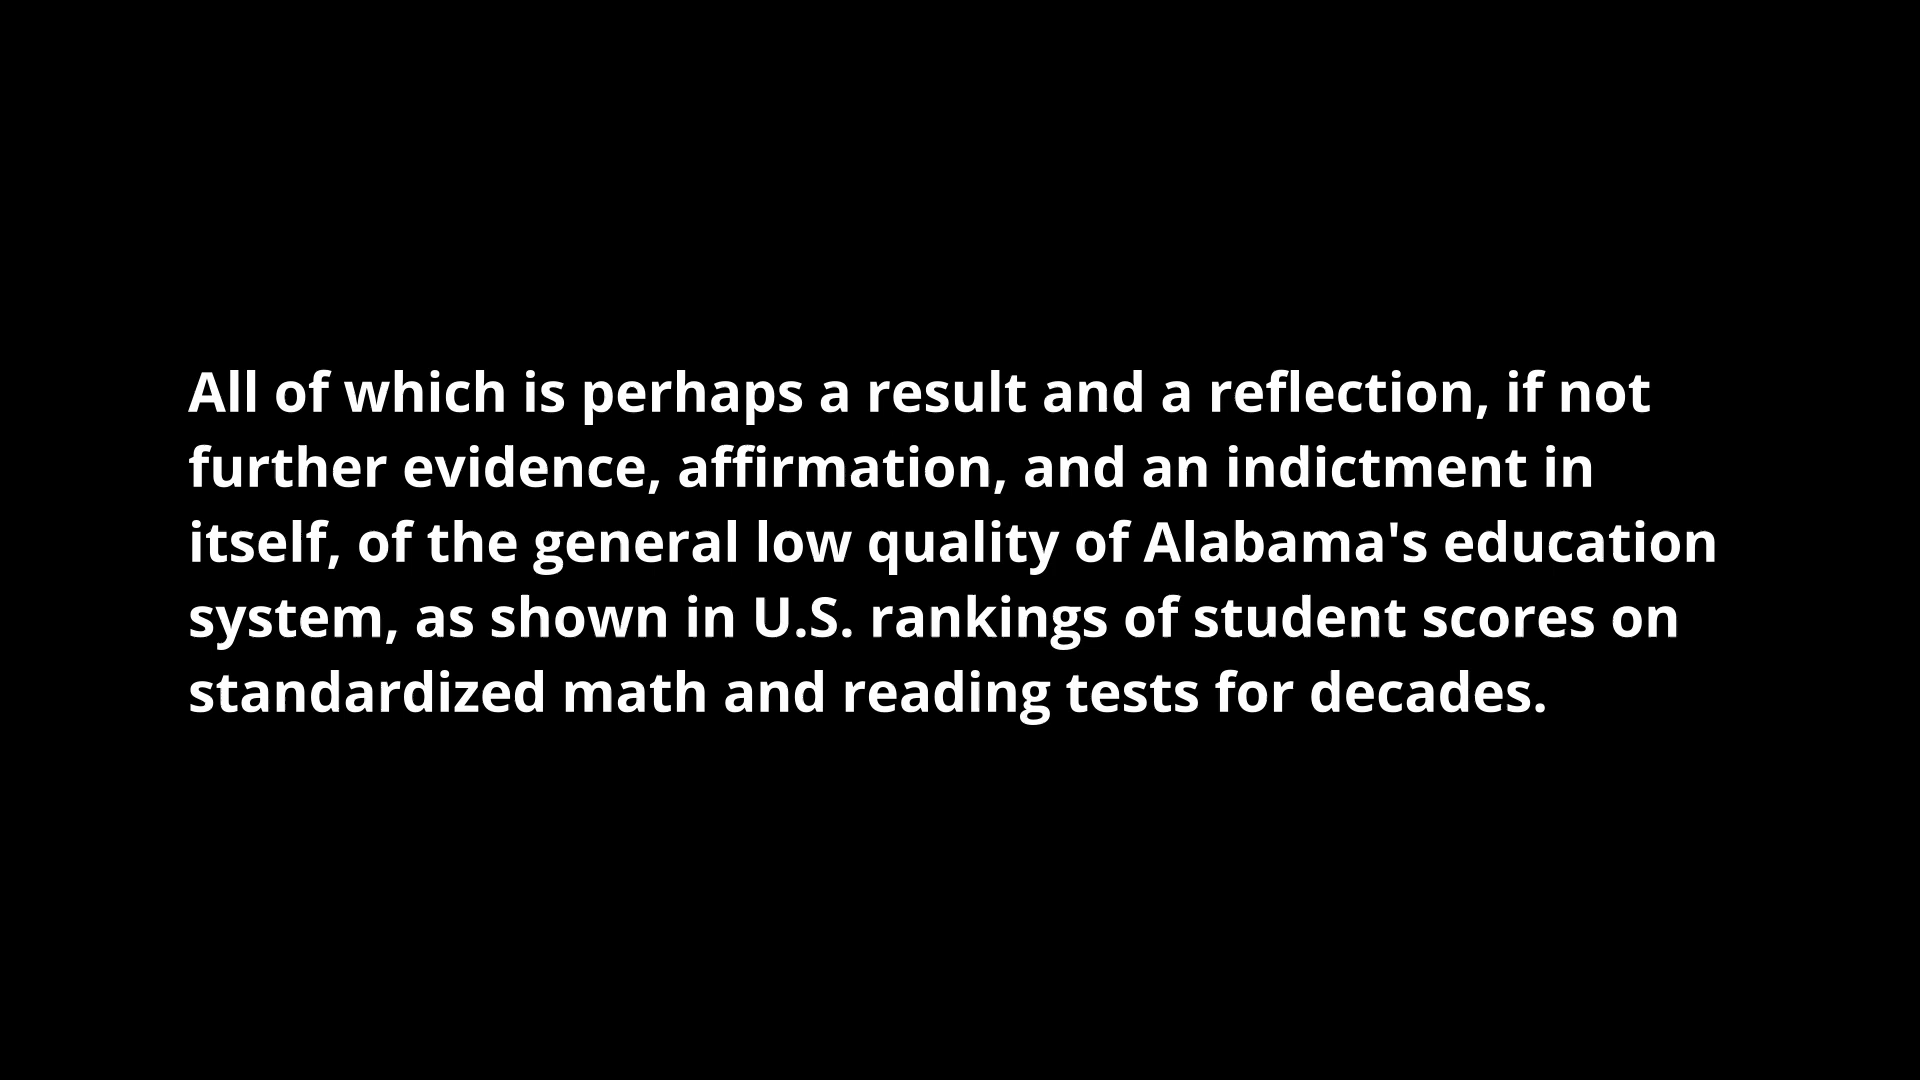 All of which is perhaps a result and a reflection, if not
further evidence, affirmation, and an indictment in
itself, of the general low quality of Alabama's education
system, as shown in U.S. rankings of student scores on
standardized math and reading tests for decades.